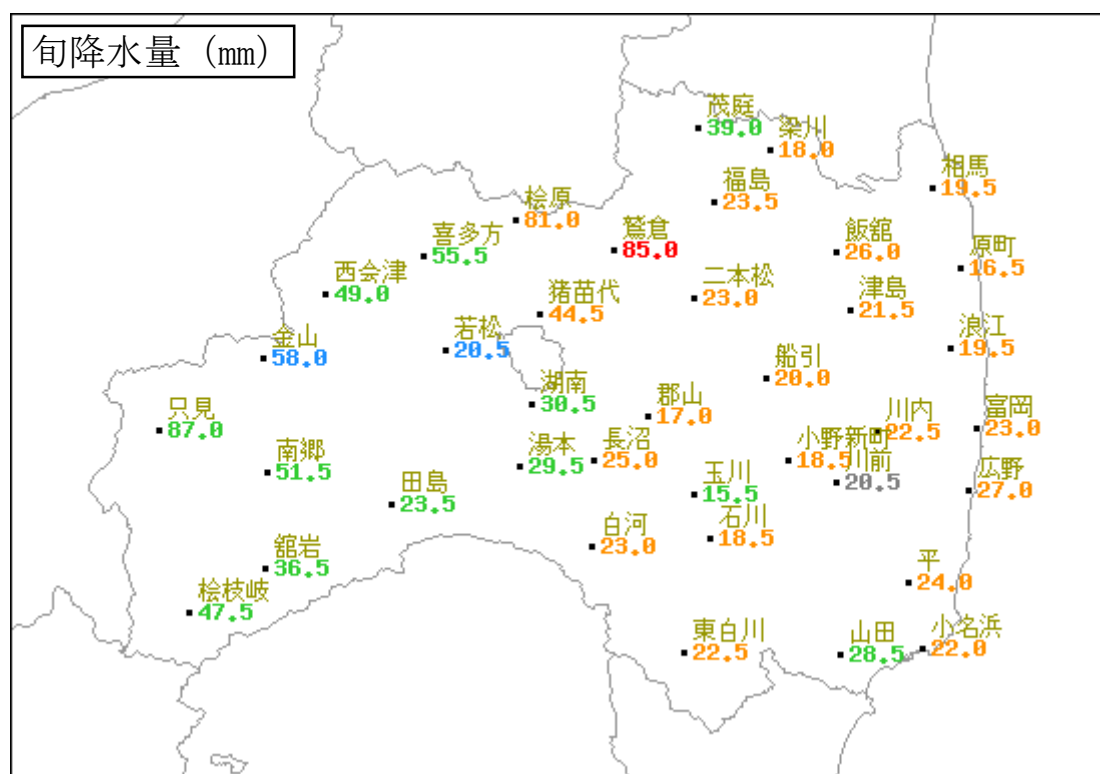 旬降水量 (mm)
茂庭
39.0
梁川
18.0
相馬
19.5
福島
23.5
桧原
81.0
鷲倉
85.0
喜多方
55.5
飯舘
26.0
原町
16.5
西会津
49.0
猪苗代
44.5
二本松
23.0
津島
21.5
金山
58.0
若松
20.5
浪江
19.5
船引
20.0
湖南
30.5
郡山
17.0
只見
87.0
川内
22.5
富岡
23.0
南郷
51.5
湯本
29.5
長沼
25.0
小野新町
18.5
川前
20.5
広野
27.0
田島
23.5
玉川
15.5
石川
18.5
白河
23.0
舘岩
36.5
平
24.0
桧枝岐
47.5
東白川
22.5
山田
28.5
小名浜
22.0